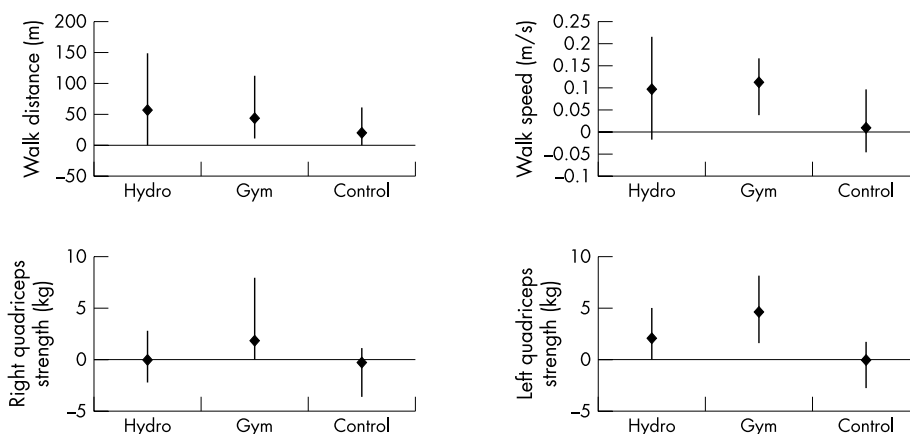 Walk distance (m)
200
150
100
50
0
–50
Hydro Gym Control
Walk speed (m/s)
0.25
0.2
0.15
0.1
0.05
0
–0.05
–0.1
Hydro Gym Control
Right quadriceps
strength (kg)
10
5
0
–5
Hydro Gym Control
Left quadriceps
strength (kg)
10
5
0
–5
Hydro Gym Control